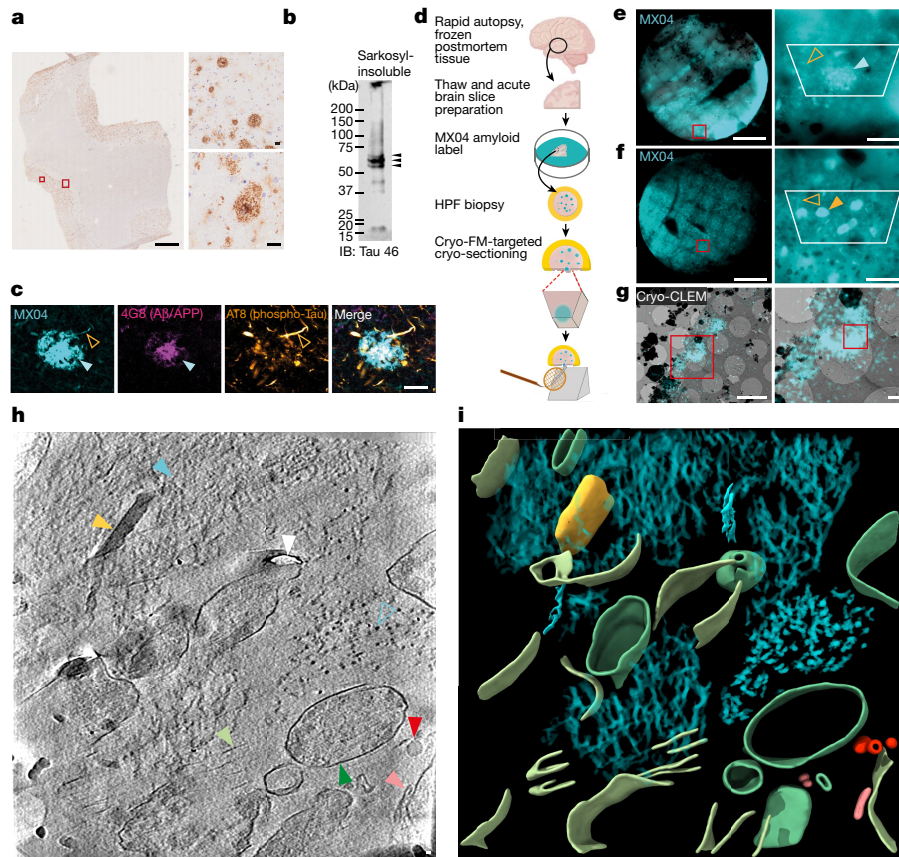 a
b
Sarkosyl-
insoluble
(kDa)
200
150
100
75
50
37
25
20
15
IB: Tau 46
c
MX04
4G8 (Aβ/APP)
AT8 (phospho-Tau)
Merge
d
Rapid autopsy,
frozen
postmortem
tissue
Thaw and acute
brain slice
preparation
MX04 amyloid
label
HPF biopsy
Cryo-FM-targeted
cryo-sectioning
e
MX04
f
MX04
g
Cryo-CLEM
h
i